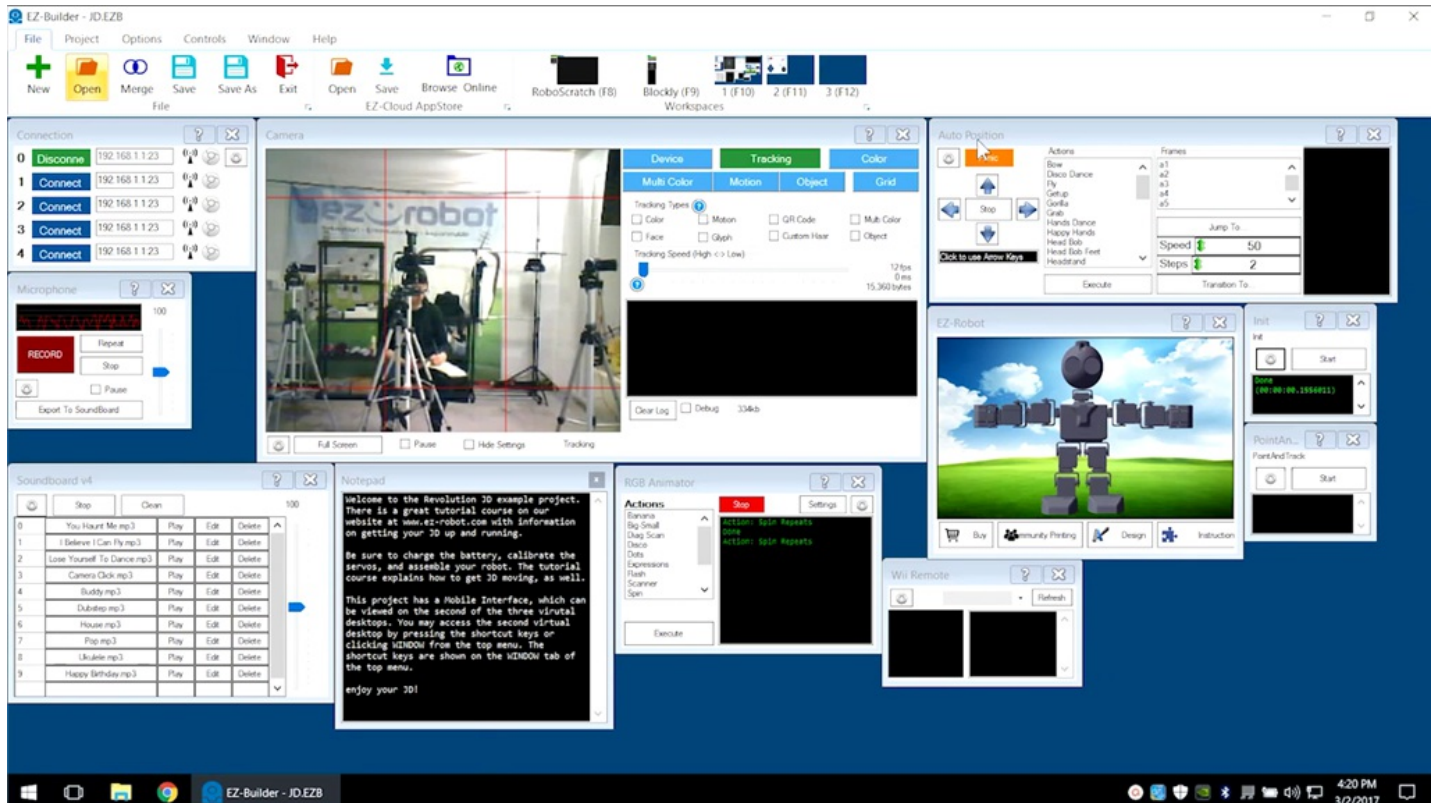 EZ-Builder - JD.EZB
File Project Options Controls Window Help
New Open Merge Save Save As Exit Open Save Browse Online RoboScratch (F8) Blockly (F9) 1 (F10) 2 (F11) 3 (F12)
File EZ-Cloud AppStore Workspaces
Connection
0 Disconne 192.168.1.1:23
1 Connect 192.168.1.1:23
2 Connect 192.168.1.1:23
3 Connect 192.168.1.1:23
4 Connect 192.168.1.1:23
Microphone
100
RECORD
Repeat
Stop
Pause
Export To SoundBoard
Camera
ez robot
Full Screen Pause Hide Settings Tracking
Device Tracking Color
Multi Color Motion Object Grid
Tracking Types
Color Motion QR Code Multi Color
Face Glyph Custom Haar Object
Tracking Speed (High <> Low)
12 fps
0 ms
15,360 bytes
Clear Log Debug 334kb
Auto Position
Stop
Click to use Arrow Keys
Actions
Bow
Disco Dance
Fly
Getup
Gorilla
Grab
Hands Dance
Happy Hands
Head Bob
Head Bob Feet
Headstand
Execute
Frames
a1
a2
a3
a4
a5
Jump To...
Speed 50
Steps 2
Transition To...
EZ-Robot
Buy mmunity Printing Design Instruction
Init
Init
Start
Done
(00:00:00.1556011)
PointAn...
PointAndTrack
Start
Soundboard v4
Stop Clean 100
0 You Haunt Me.mp3 Play Edit Delete
1 I Believe I Can Fly.mp3 Play Edit Delete
2 Lose Yourself To Dance.mp3 Play Edit Delete
3 Camera Click.mp3 Play Edit Delete
4 Buddy.mp3 Play Edit Delete
5 Dubstep.mp3 Play Edit Delete
6 House.mp3 Play Edit Delete
7 Pop.mp3 Play Edit Delete
8 Ukulele.mp3 Play Edit Delete
9 Happy Birthday.mp3 Play Edit Delete
Notepad
Welcome to the Revolution JD example project.
There is a great tutorial course on our
website at www.ez-robot.com with information
on getting your JD up and running.
Be sure to charge the battery, calibrate the
servos, and assemble your robot. The tutorial
course explains how to get JD moving, as well.
This project has a Mobile Interface, which can
be viewed on the second of the three virutal
desktops. You may access the second virtual
desktop by pressing the shortcut keys or
clicking WINDOW from the top menu. The
shortcut keys are shown on the WINDOW tab of
the top menu.
enjoy your JD!
RGB Animator
Actions
Banana
Big-Small
Diag Scan
Disco
Dots
Expressions
Flash
Scanner
Spin
Execute
Stop Settings
Action: Spin Repeats
Done
Action: Spin Repeats
Wii Remote
Refresh
EZ-Builder - JD.EZB
4:20 PM
3/2/2017